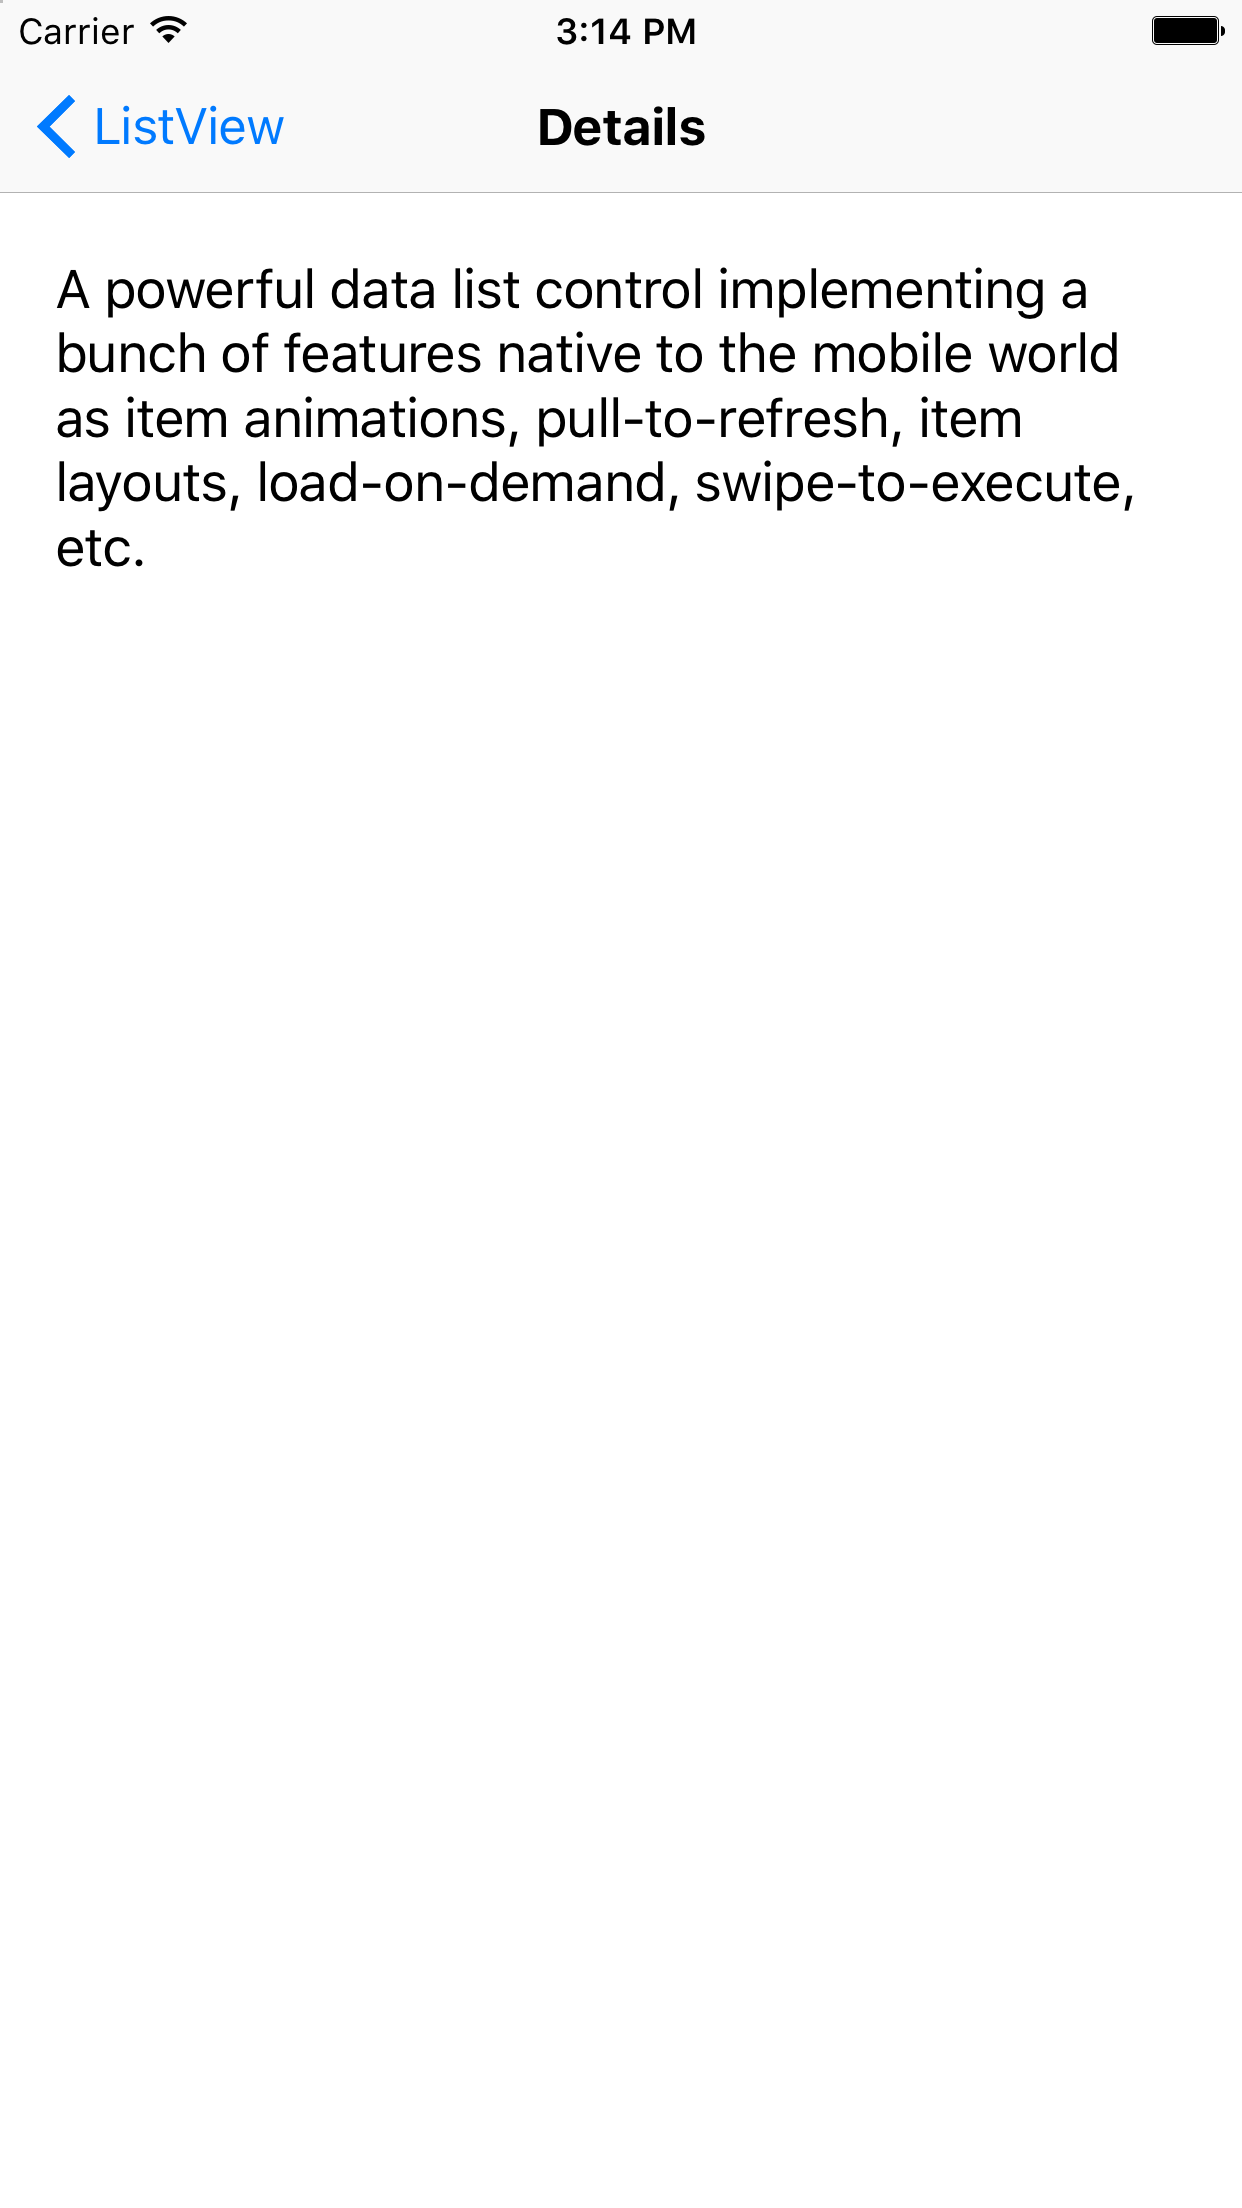 Carrier 3:14 PM
ListView Details
A powerful data list control implementing a
bunch of features native to the mobile world
as item animations, pull-to-refresh, item
layouts, load-on-demand, swipe-to-execute,
etc.